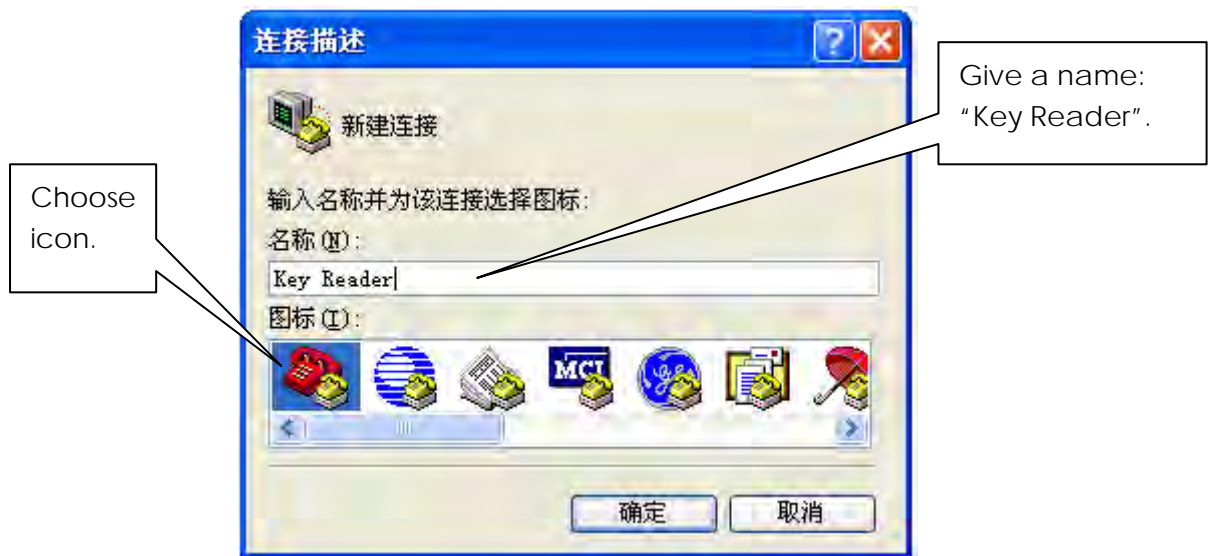 连接描述
Give a name:
“Key Reader”.
新建连接
Choose
icon.
输入名称并为该连接选择图标:
名称(N):
Key Reader
图标(I):
MCI
确定 取消